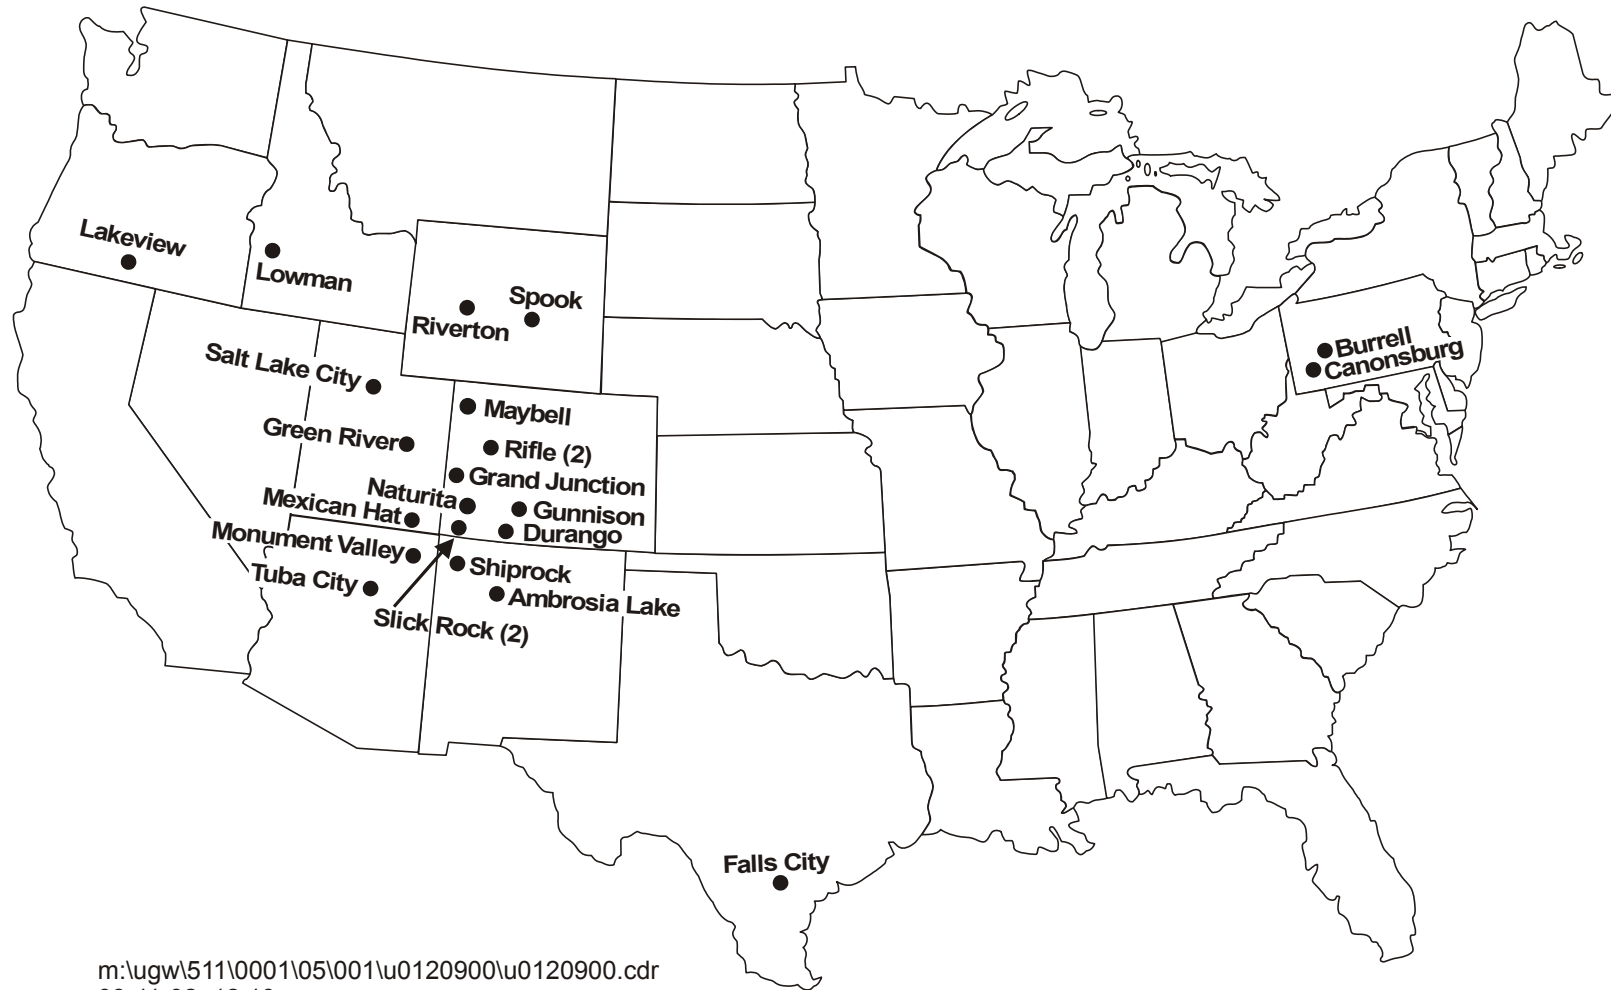 Lakeview
Lowman
Spook
Riverton
Burrell
Canonsburg
Salt Lake City
Maybell
Green River
Rifle (2)
Grand Junction
Naturita
Mexican Hat
Gunnison
Durango
Monument Valley
Shiprock
Tuba City
Ambrosia Lake
Slick Rock (2)
Falls City
m:\ugw\511\0001\05\001\u0120900\u0120900.cdr